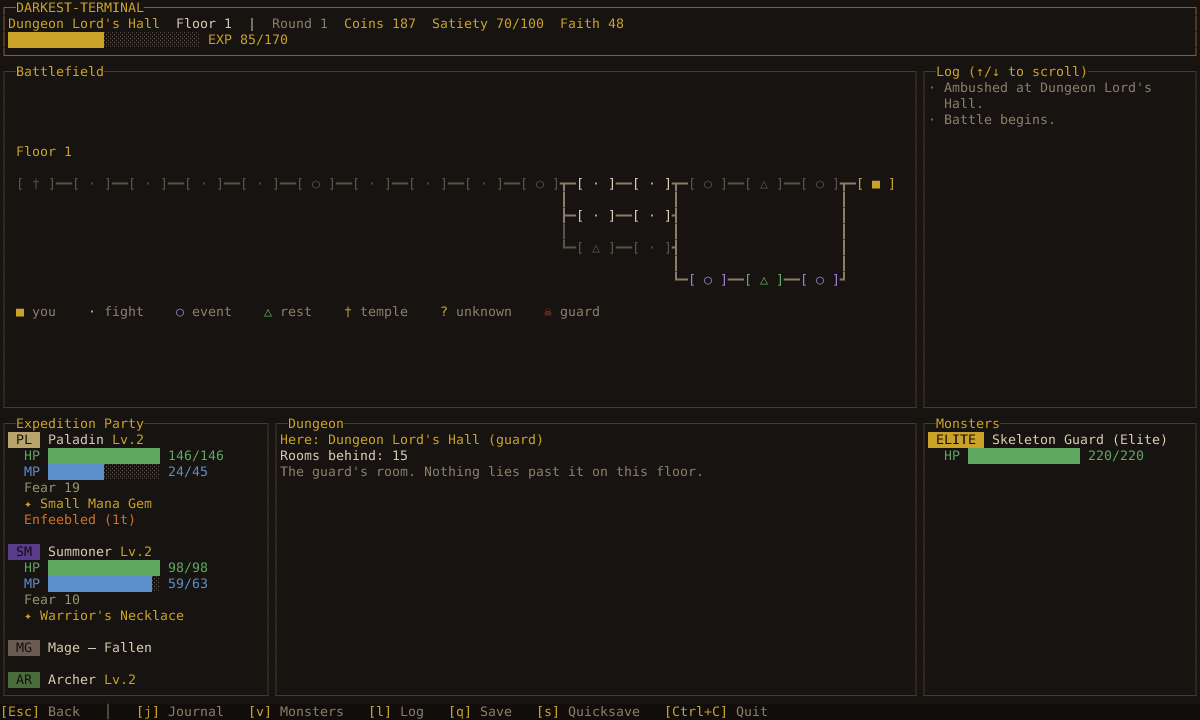 DARKEST-TERMINAL
Dungeon Lord's Hall  Floor 1  |  Round 1  Coins 187  Satiety 70/100  Faith 48
EXP 85/170
Battlefield
Floor 1
[ † ]──[ · ]──[ · ]──[ · ]──[ · ]──[ ○ ]──[ · ]──[ · ]──[ · ]──[ ○ ]┬─[ · ]──[ · ]┬─[ ○ ]──[ △ ]──[ ○ ]┬─[ ■ ]
├─[ · ]──[ · ]┤
└─[ △ ]──[ · ]┤
└─[ ○ ]──[ △ ]──[ ○ ]┘
■ you    · fight    ○ event    △ rest    † temple    ? unknown    ☠ guard
Log (↑/↓ to scroll)
· Ambushed at Dungeon Lord's
Hall.
· Battle begins.
Expedition Party
PL Paladin Lv.2
HP 146/146
MP 24/45
Fear 19
✦ Small Mana Gem
Enfeebled (1t)
SM Summoner Lv.2
HP 98/98
MP 59/63
Fear 10
✦ Warrior's Necklace
MG Mage — Fallen
AR Archer Lv.2
Dungeon
Here: Dungeon Lord's Hall (guard)
Rooms behind: 15
The guard's room. Nothing lies past it on this floor.
Monsters
ELITE Skeleton Guard (Elite)
HP 220/220
[Esc] Back  │  [j] Journal  [v] Monsters  [l] Log  [q] Save  [s] Quicksave  [Ctrl+C] Quit